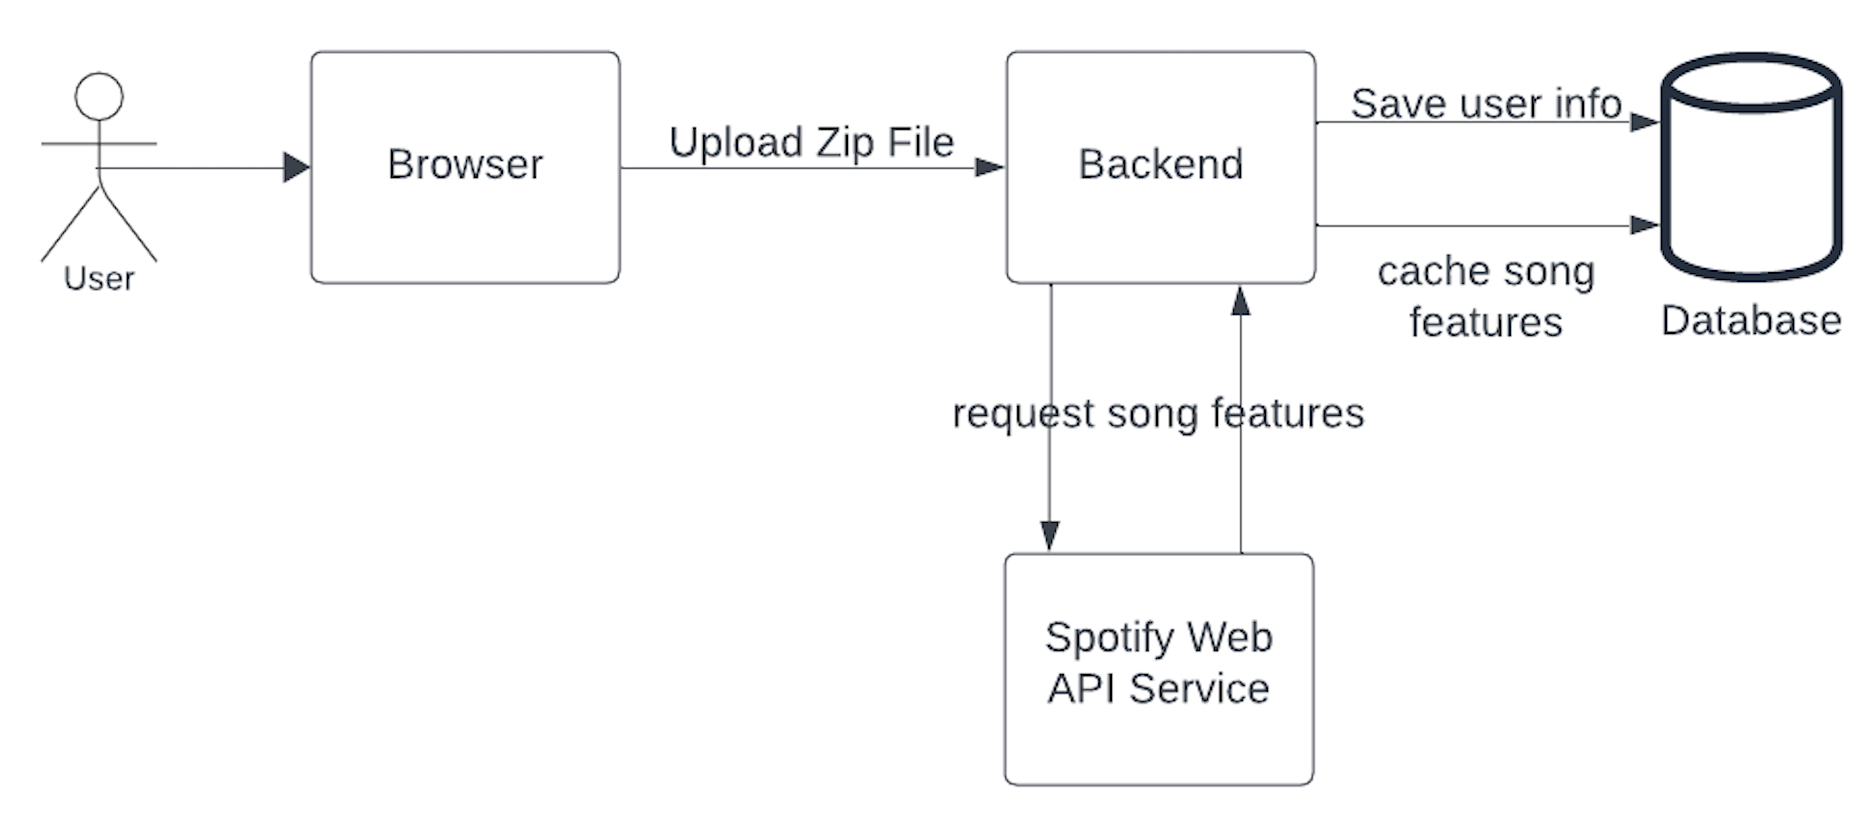 User
Browser
Upload Zip File
Backend
Save user info
cache song
features
Database
request song features
Spotify Web
API Service